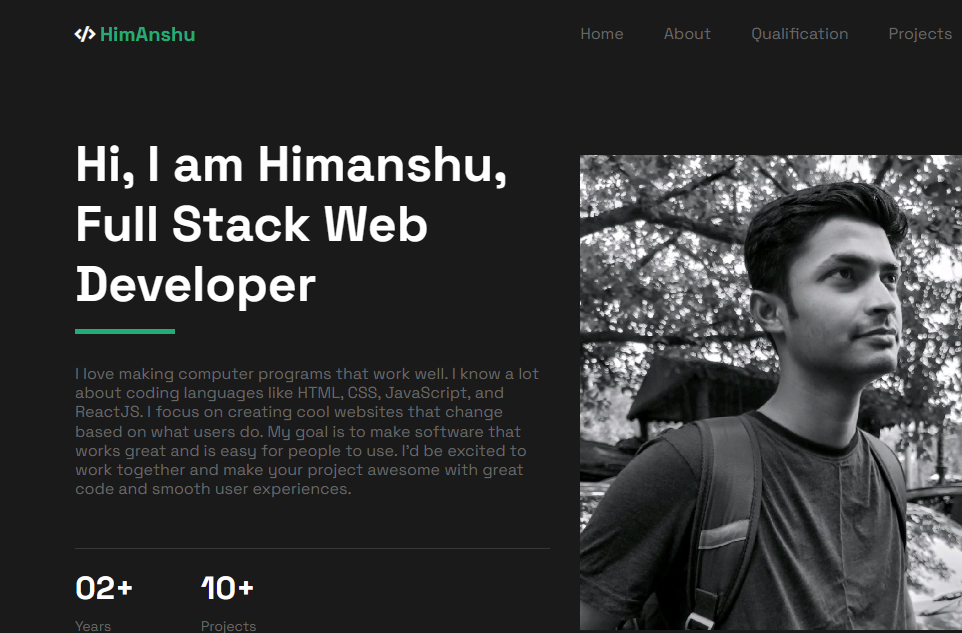 </> HimAnshu
Home About Qualification Projects
Hi, I am Himanshu,
Full Stack Web
Developer
I love making computer programs that work well. I know a lot
about coding languages like HTML, CSS, JavaScript, and
ReactJS. I focus on creating cool websites that change
based on what users do. My goal is to make software that
works great and is easy for people to use. I'd be excited to
work together and make your project awesome with great
code and smooth user experiences.
02+ 10+
Years Projects